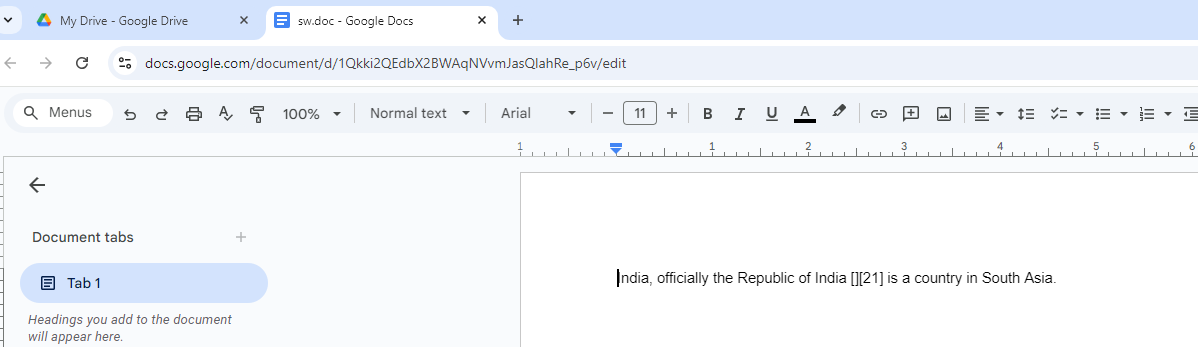 My Drive - Google Drive
sw.doc - Google Docs
docs.google.com/document/d/1Qkki2QEdbX2BWAqNVvmJasQlahRe_p6v/edit
Menus 100% Normal text Arial 11 B I U A
1 1 2 3 4 5 6
Document tabs
Tab 1
Headings you add to the document
will appear here.
India, officially the Republic of India [][21] is a country in South Asia.